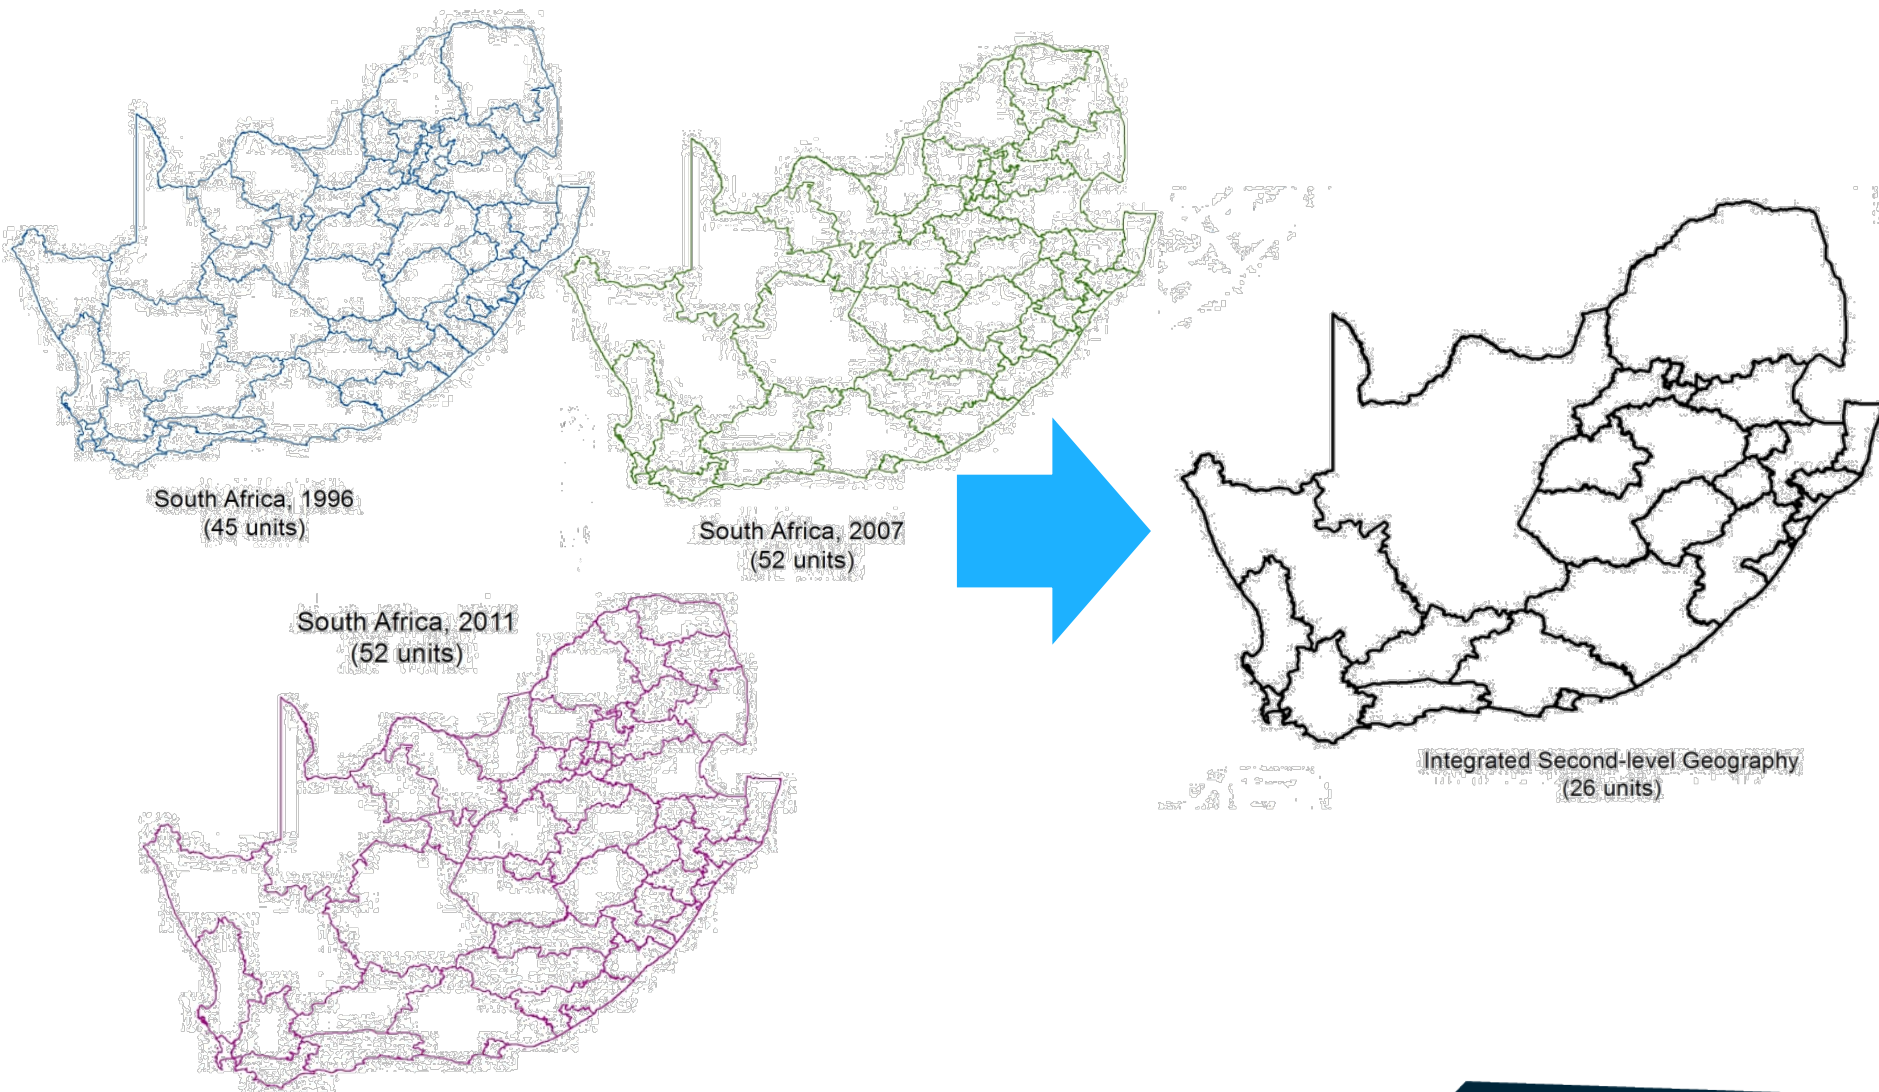 South Africa, 1996
(45 units)
South Africa, 2007
(52 units)
South Africa, 2011
(52 units)
Integrated Second-level Geography
(26 units)